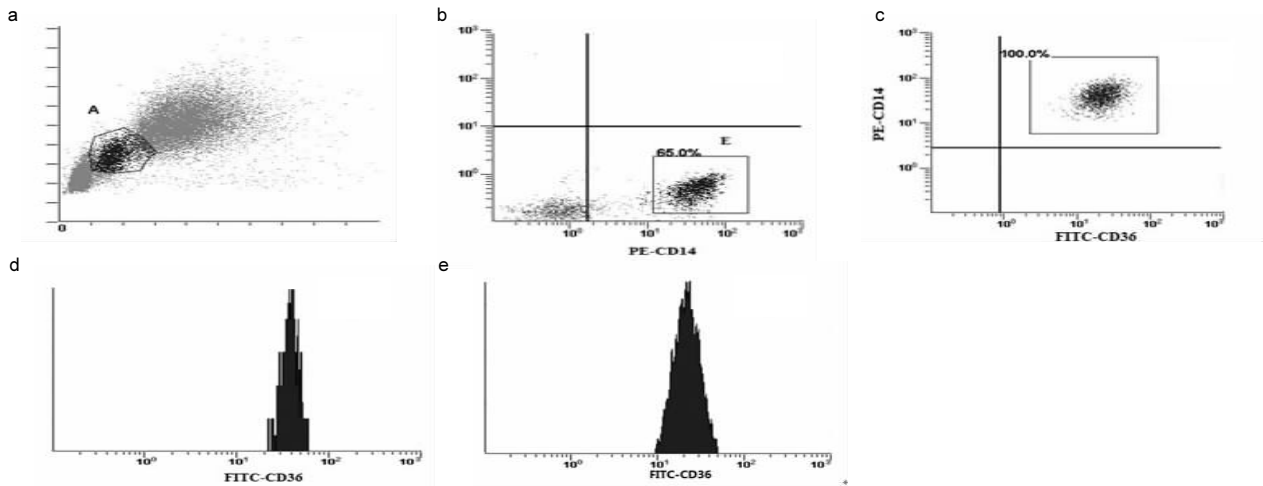 a
A
0
b
10³
10²
10¹
10⁰
E
65.0%
10⁰ 10¹ 10² 10³
PE-CD14
c
10³
100.0%
10²
10¹
10⁰
PE-CD14
10⁰ 10¹ 10² 10³
FITC-CD36
d
10⁰ 10¹ 10² 10³
FITC-CD36
e
10⁰ 10¹ 10² 10³
FITC-CD36